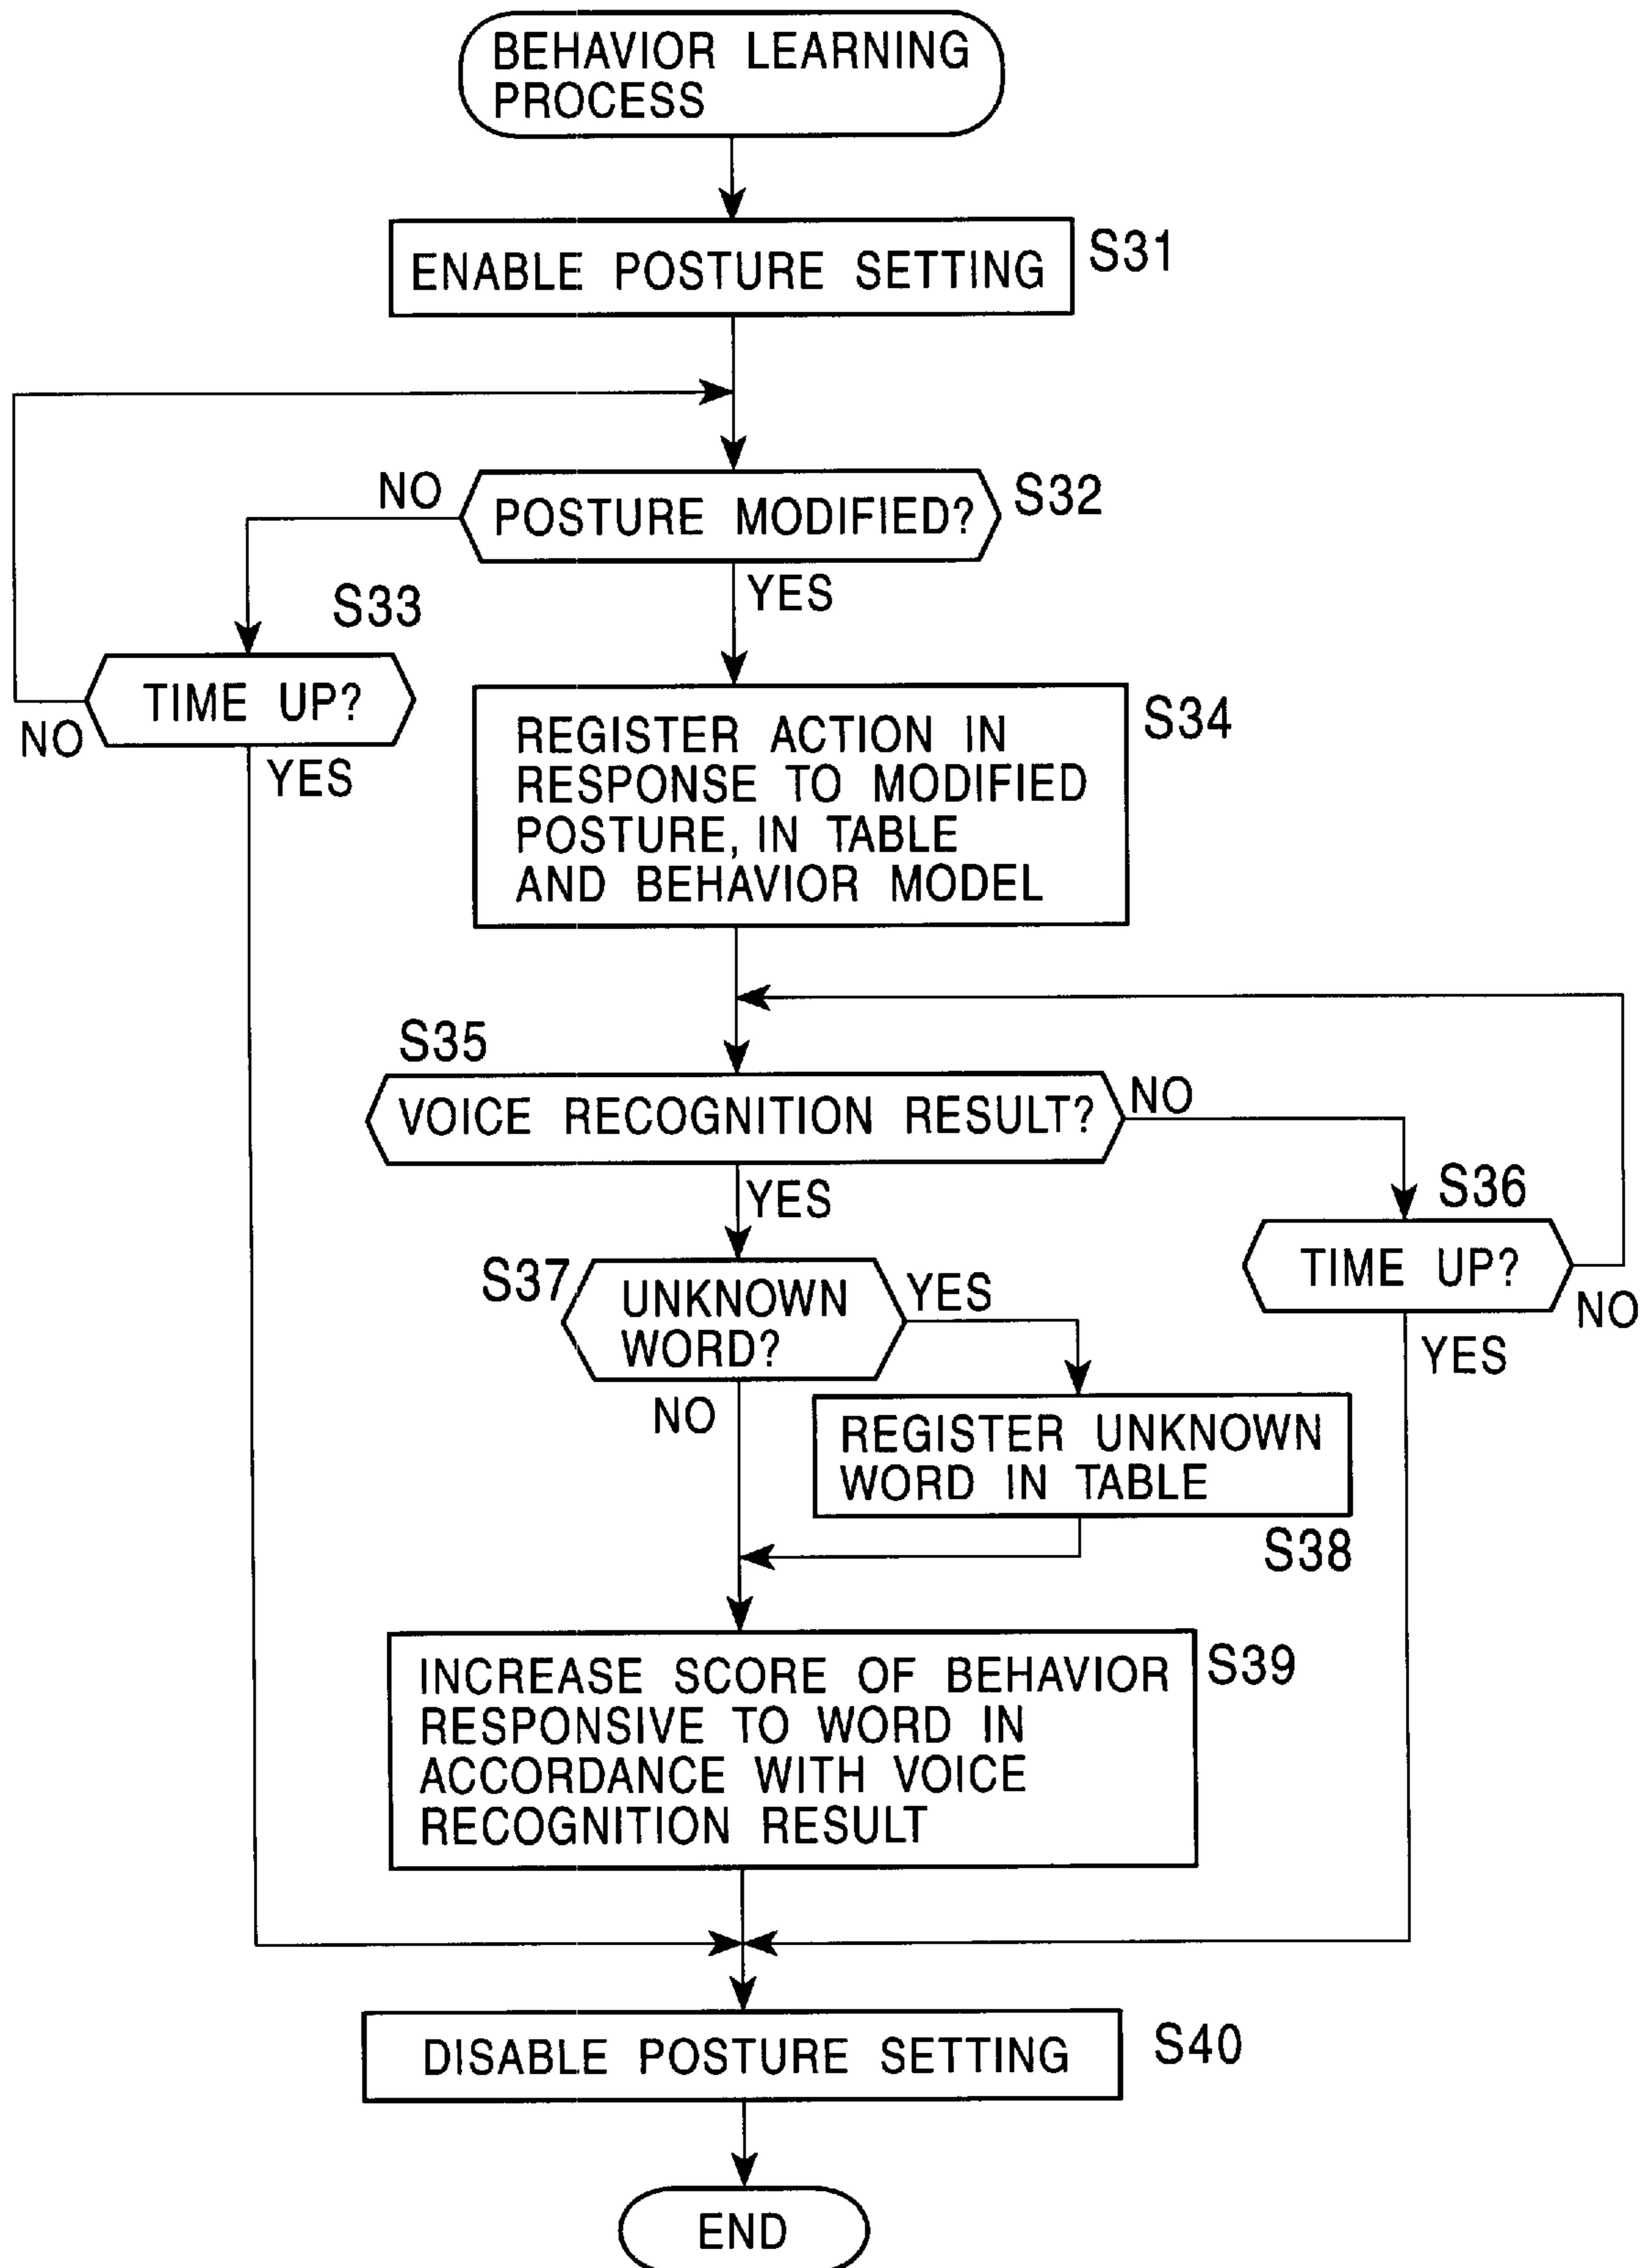 BEHAVIOR LEARNING
PROCESS
ENABLE POSTURE SETTING
S31
NO
POSTURE MODIFIED?
S32
YES
S33
TIME UP?
NO
YES
REGISTER ACTION IN
RESPONSE TO MODIFIED
POSTURE, IN TABLE
AND BEHAVIOR MODEL
S34
S35
VOICE RECOGNITION RESULT?
NO
YES
S36
TIME UP?
NO
YES
S37
UNKNOWN
WORD?
YES
NO
REGISTER UNKNOWN
WORD IN TABLE
S38
INCREASE SCORE OF BEHAVIOR
RESPONSIVE TO WORD IN
ACCORDANCE WITH VOICE
RECOGNITION RESULT
S39
DISABLE POSTURE SETTING
S40
END